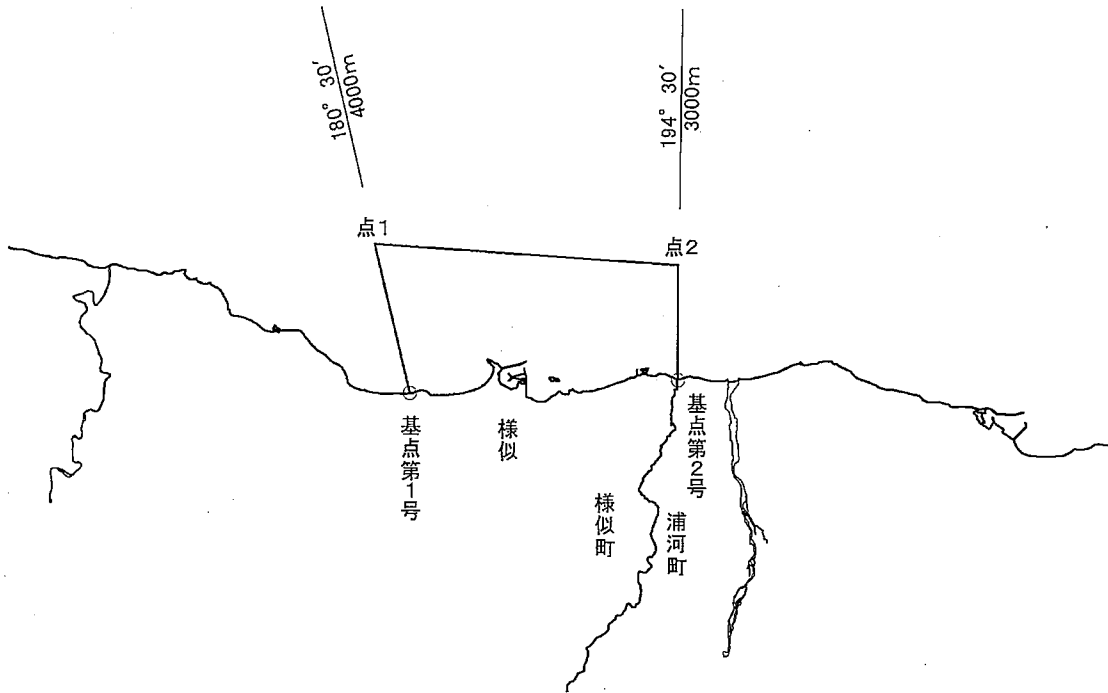 180° 30′
4000m
194° 30′
3000m
点1
点2
基点第1号
様似
基点第2号
様似町
浦河町